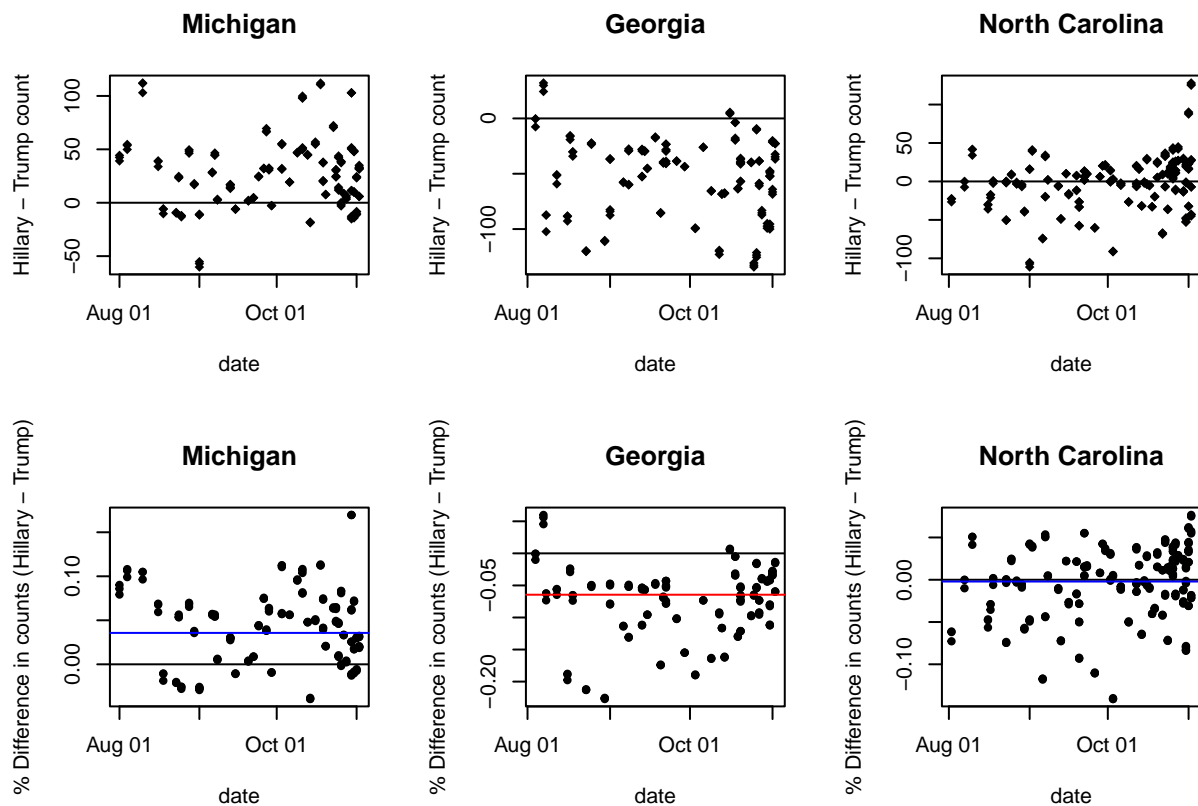 Michigan
Hillary − Trump count
−50
0
50
100
Aug 01
Oct 01
date
Georgia
Hillary − Trump count
−100
0
Aug 01
Oct 01
date
North Carolina
Hillary − Trump count
−100
0
50
Aug 01
Oct 01
date
Michigan
% Difference in counts (Hillary − Trump)
0.00
0.10
Aug 01
Oct 01
date
Georgia
% Difference in counts (Hillary − Trump)
−0.20
−0.05
Aug 01
Oct 01
date
North Carolina
% Difference in counts (Hillary − Trump)
−0.10
0.00
Aug 01
Oct 01
date